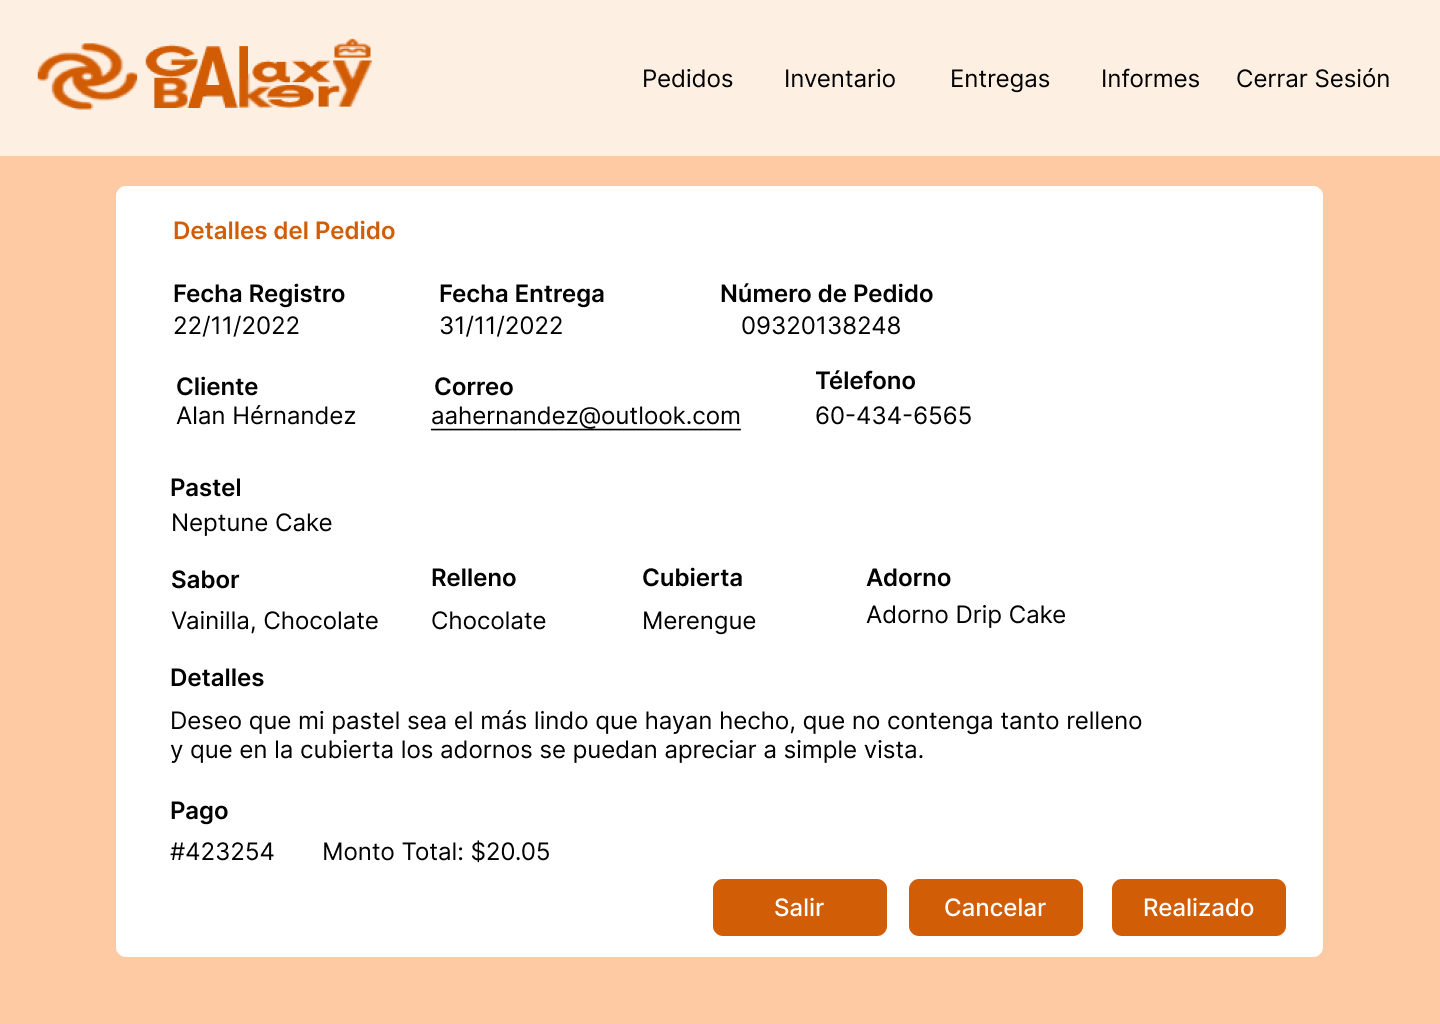 GAlaxy
BAkery
Pedidos Inventario Entregas Informes Cerrar Sesión
Detalles del Pedido
Fecha Registro Fecha Entrega Número de Pedido
22/11/2022 31/11/2022 09320138248
Cliente Correo Télefono
Alan Hérnandez aahernandez@outlook.com 60-434-6565
Pastel
Neptune Cake
Sabor Relleno Cubierta Adorno
Vainilla, Chocolate Chocolate Merengue Adorno Drip Cake
Detalles
Deseo que mi pastel sea el más lindo que hayan hecho, que no contenga tanto relleno
y que en la cubierta los adornos se puedan apreciar a simple vista.
Pago
#423254 Monto Total: $20.05
Salir Cancelar Realizado